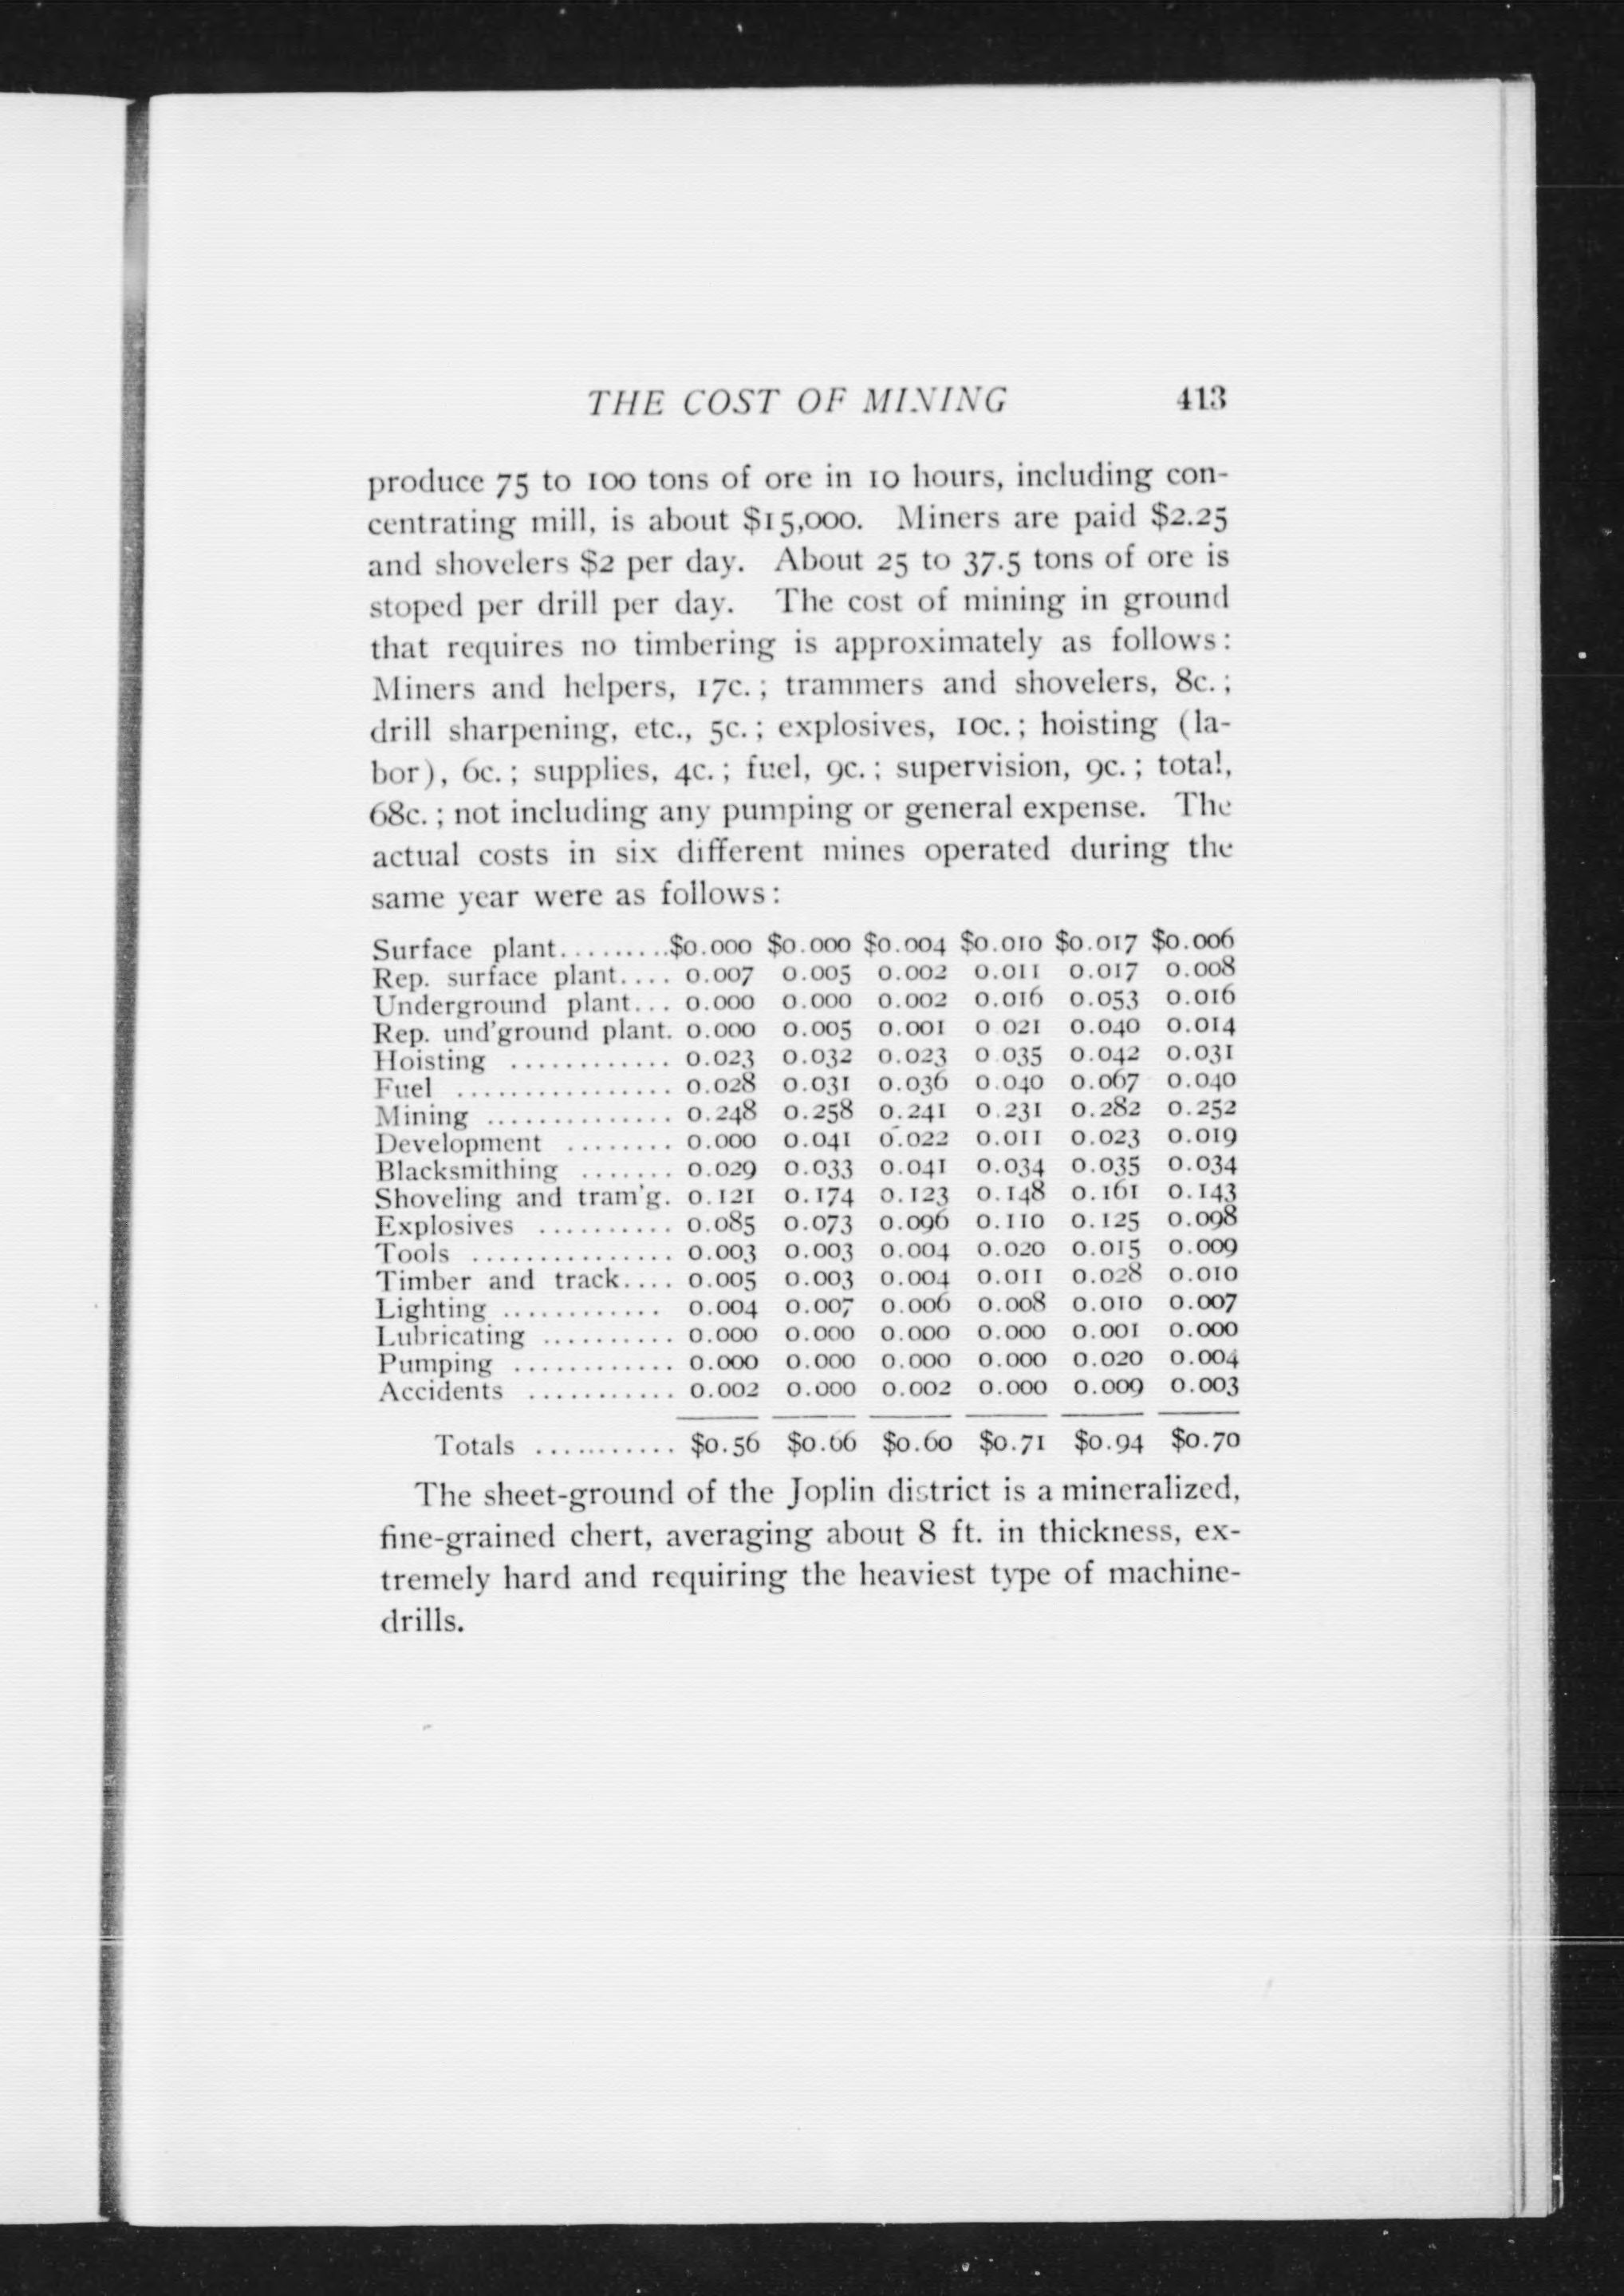 THE COST OF MINING 413
produce 75 to 100 tons of ore in 10 hours, including con-
centrating mill, is about $15,000. Miners are paid $2.25
and shovelers $2 per day. About 25 to 37.5 tons of ore is
stoped per drill per day. The cost of mining in ground
that requires no timbering is approximately as follows:
Miners and helpers, 17c.; trammers and shovelers, 8c.;
drill sharpening, etc., 5c.; explosives, 10c.; hoisting (la-
bor), 6c.; supplies, 4c.; fuel, 9c.; supervision, 9c.; total,
68c.; not including any pumping or general expense. The
actual costs in six different mines operated during the
same year were as follows:
Surface plant..........$0.000 $0.000 $0.004 $0.010 $0.017 $0.006
Rep. surface plant.... 0.007 0.005 0.002 0.011 0.017 0.008
Underground plant... 0.000 0.000 0.002 0.016 0.053 0.016
Rep. und'ground plant. 0.000 0.005 0.001 0 021 0.040 0.014
Hoisting ............ 0.023 0.032 0.023 0.035 0.042 0.031
Fuel ................ 0.028 0.031 0.036 0.040 0.067 0.040
Mining .............. 0.248 0.258 0.241 0.231 0.282 0.252
Development ........ 0.000 0.041 0.022 0.011 0.023 0.019
Blacksmithing ....... 0.029 0.033 0.041 0.034 0.035 0.034
Shoveling and tram'g. 0.121 0.174 0.123 0.148 0.161 0.143
Explosives .......... 0.085 0.073 0.096 0.110 0.125 0.098
Tools ............... 0.003 0.003 0.004 0.020 0.015 0.009
Timber and track.... 0.005 0.003 0.004 0.011 0.028 0.010
Lighting ............ 0.004 0.007 0.006 0.008 0.010 0.007
Lubricating .......... 0.000 0.000 0.000 0.000 0.001 0.000
Pumping ............ 0.000 0.000 0.000 0.000 0.020 0.004
Accidents ........... 0.002 0.000 0.002 0.000 0.009 0.003
Totals ........... $0.56 $0.66 $0.60 $0.71 $0.94 $0.70
The sheet-ground of the Joplin district is a mineralized,
fine-grained chert, averaging about 8 ft. in thickness, ex-
tremely hard and requiring the heaviest type of machine-
drills.